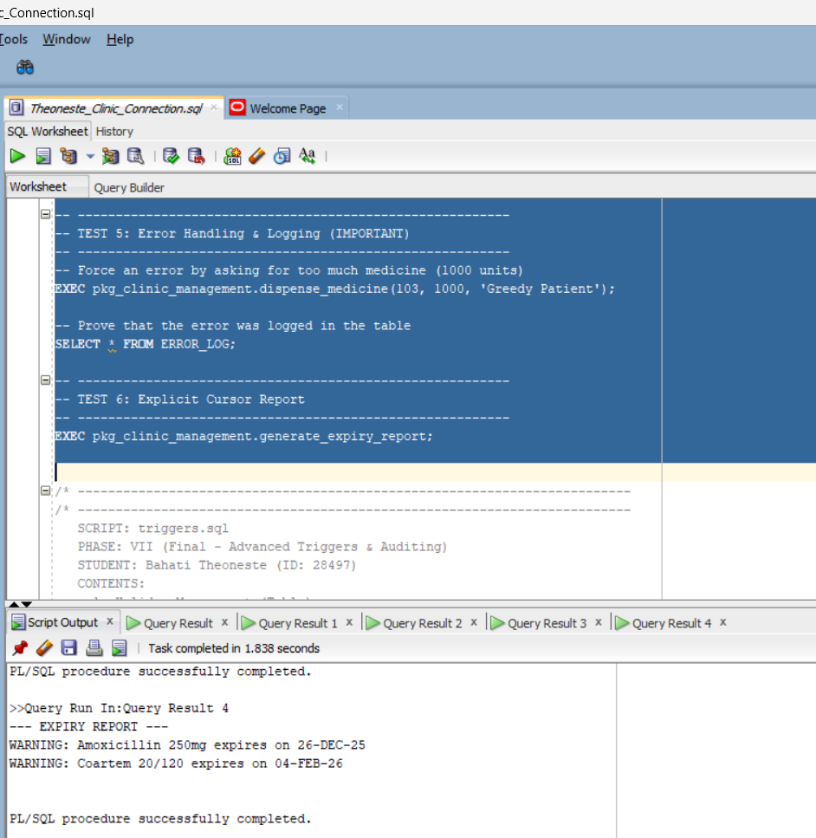 c_Connection.sql
Tools Window Help
Theoneste_Clinic_Connection.sql Welcome Page
SQL Worksheet History
Worksheet Query Builder
-- ----------------------------------------------------------
-- TEST 5: Error Handling & Logging (IMPORTANT)
-- ----------------------------------------------------------
-- Force an error by asking for too much medicine (1000 units)
EXEC pkg_clinic_management.dispense_medicine(103, 1000, 'Greedy Patient');
-- Prove that the error was logged in the table
SELECT * FROM ERROR_LOG;
-- ----------------------------------------------------------
-- TEST 6: Explicit Cursor Report
-- ----------------------------------------------------------
EXEC pkg_clinic_management.generate_expiry_report;
/* --------------------------------------------------------------------------
/* --------------------------------------------------------------------------
SCRIPT: triggers.sql
PHASE: VII (Final - Advanced Triggers & Auditing)
STUDENT: Bahati Theoneste (ID: 28497)
CONTENTS:
Script Output x Query Result x Query Result 1 x Query Result 2 x Query Result 3 x Query Result 4 x
Task completed in 1.838 seconds
PL/SQL procedure successfully completed.
>>Query Run In:Query Result 4
--- EXPIRY REPORT ---
WARNING: Amoxicillin 250mg expires on 26-DEC-25
WARNING: Coartem 20/120 expires on 04-FEB-26
PL/SQL procedure successfully completed.